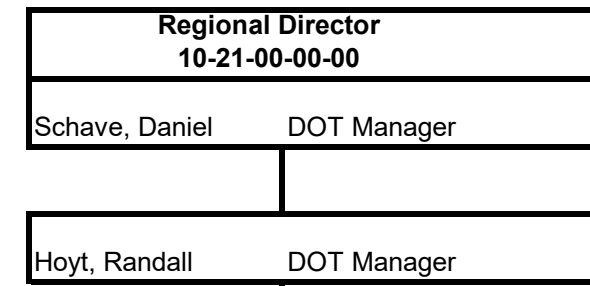 Regional Director
10-21-00-00-00
Schave, Daniel DOT Manager
Hoyt, Randall DOT Manager